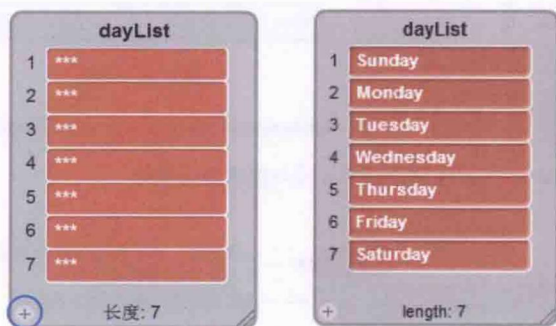 dayList
1 ***
2 ***
3 ***
4 ***
5 ***
6 ***
7 ***
+ 长度: 7
dayList
1 Sunday
2 Monday
3 Tuesday
4 Wednesday
5 Thursday
6 Friday
7 Saturday
+ length: 7